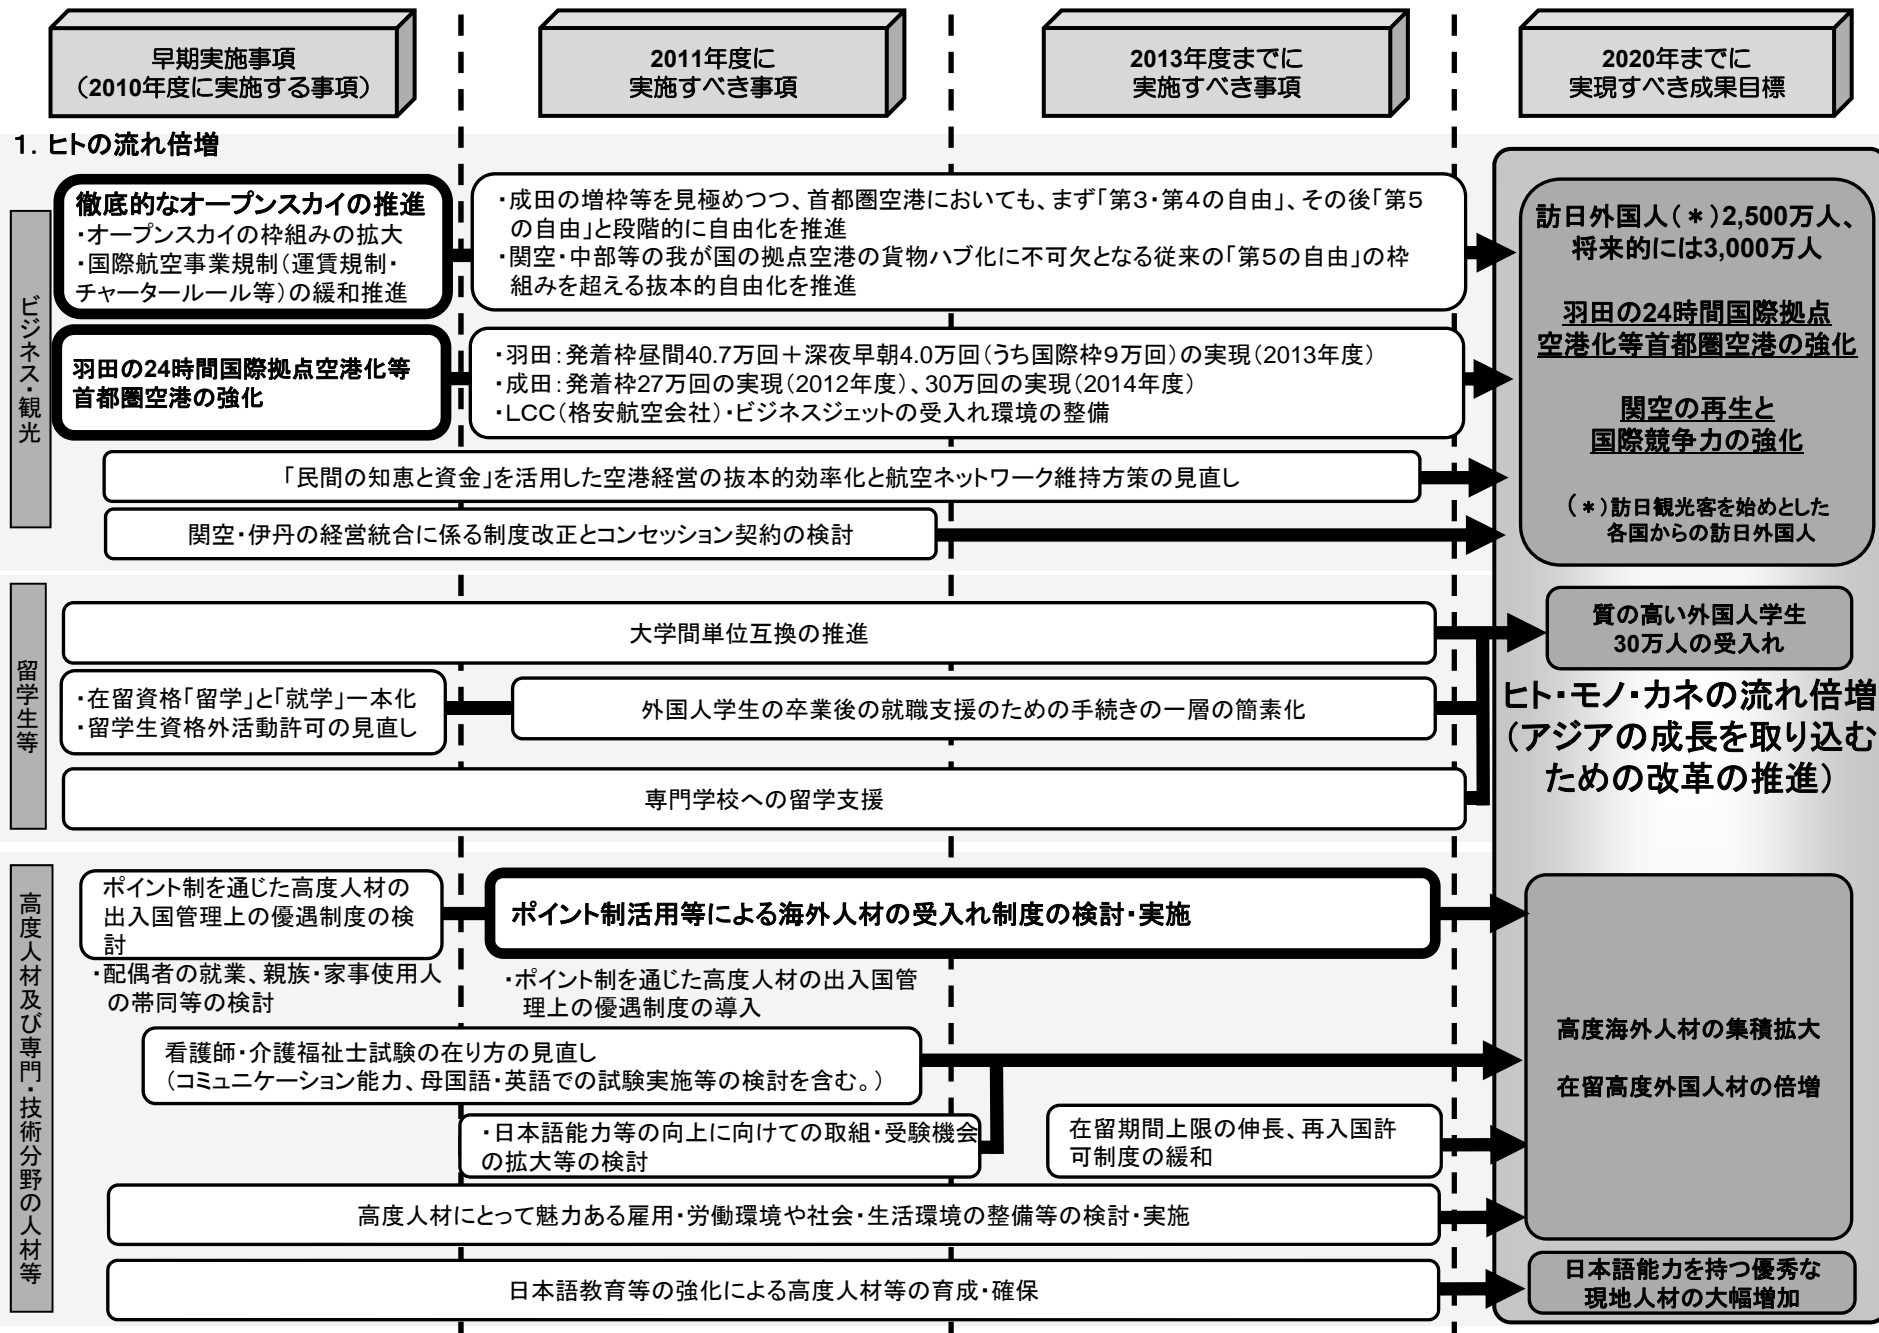 早期実施事項
（2010年度に実施する事項）
2011年度に
実施すべき事項
2013年度までに
実施すべき事項
2020年までに
実現すべき成果目標
１．ヒトの流れ倍増
ビジネス・観光
徹底的なオープンスカイの推進
・オープンスカイの枠組みの拡大
・国際航空事業規制（運賃規制・
チャータールール等）の緩和推進
・成田の増枠等を見極めつつ、首都圏空港においても、まず「第3・第4の自由」、その後「第5
の自由」と段階的に自由化を推進
・関空・中部等の我が国の拠点空港の貨物ハブ化に不可欠となる従来の「第5の自由」の枠
組みを超える抜本的自由化を推進
羽田の24時間国際拠点空港化等
首都圏空港の強化
・羽田：発着枠昼間40.7万回＋深夜早朝4.0万回（うち国際枠９万回）の実現（2013年度）
・成田：発着枠27万回の実現（2012年度）、30万回の実現（2014年度）
・LCC（格安航空会社）・ビジネスジェットの受入れ環境の整備
「民間の知恵と資金」を活用した空港経営の抜本的効率化と航空ネットワーク維持方策の見直し
関空・伊丹の経営統合に係る制度改正とコンセッション契約の検討
訪日外国人（＊）2,500万人、
将来的には3,000万人
羽田の24時間国際拠点
空港化等首都圏空港の強化
関空の再生と
国際競争力の強化
（＊）訪日観光客を始めとした
各国からの訪日外国人
留学生等
大学間単位互換の推進
・在留資格「留学」と「就学」一本化
・留学生資格外活動許可の見直し
外国人学生の卒業後の就職支援のための手続きの一層の簡素化
専門学校への留学支援
質の高い外国人学生
30万人の受入れ
ヒト・モノ・カネの流れ倍増
（アジアの成長を取り込む
ための改革の推進）
高度人材及び専門・技術分野の人材等
ポイント制を通じた高度人材の
出入国管理上の優遇制度の検
討
・配偶者の就業、親族・家事使用人
の帯同等の検討
ポイント制活用等による海外人材の受入れ制度の検討・実施
・ポイント制を通じた高度人材の出入国管
理上の優遇制度の導入
看護師・介護福祉士試験の在り方の見直し
（コミュニケーション能力、母国語・英語での試験実施等の検討を含む。）
・日本語能力等の向上に向けての取組・受験機会
の拡大等の検討
在留期間上限の伸長、再入国許
可制度の緩和
高度人材にとって魅力ある雇用・労働環境や社会・生活環境の整備等の検討・実施
日本語教育等の強化による高度人材等の育成・確保
高度海外人材の集積拡大
在留高度外国人材の倍増
日本語能力を持つ優秀な
現地人材の大幅増加